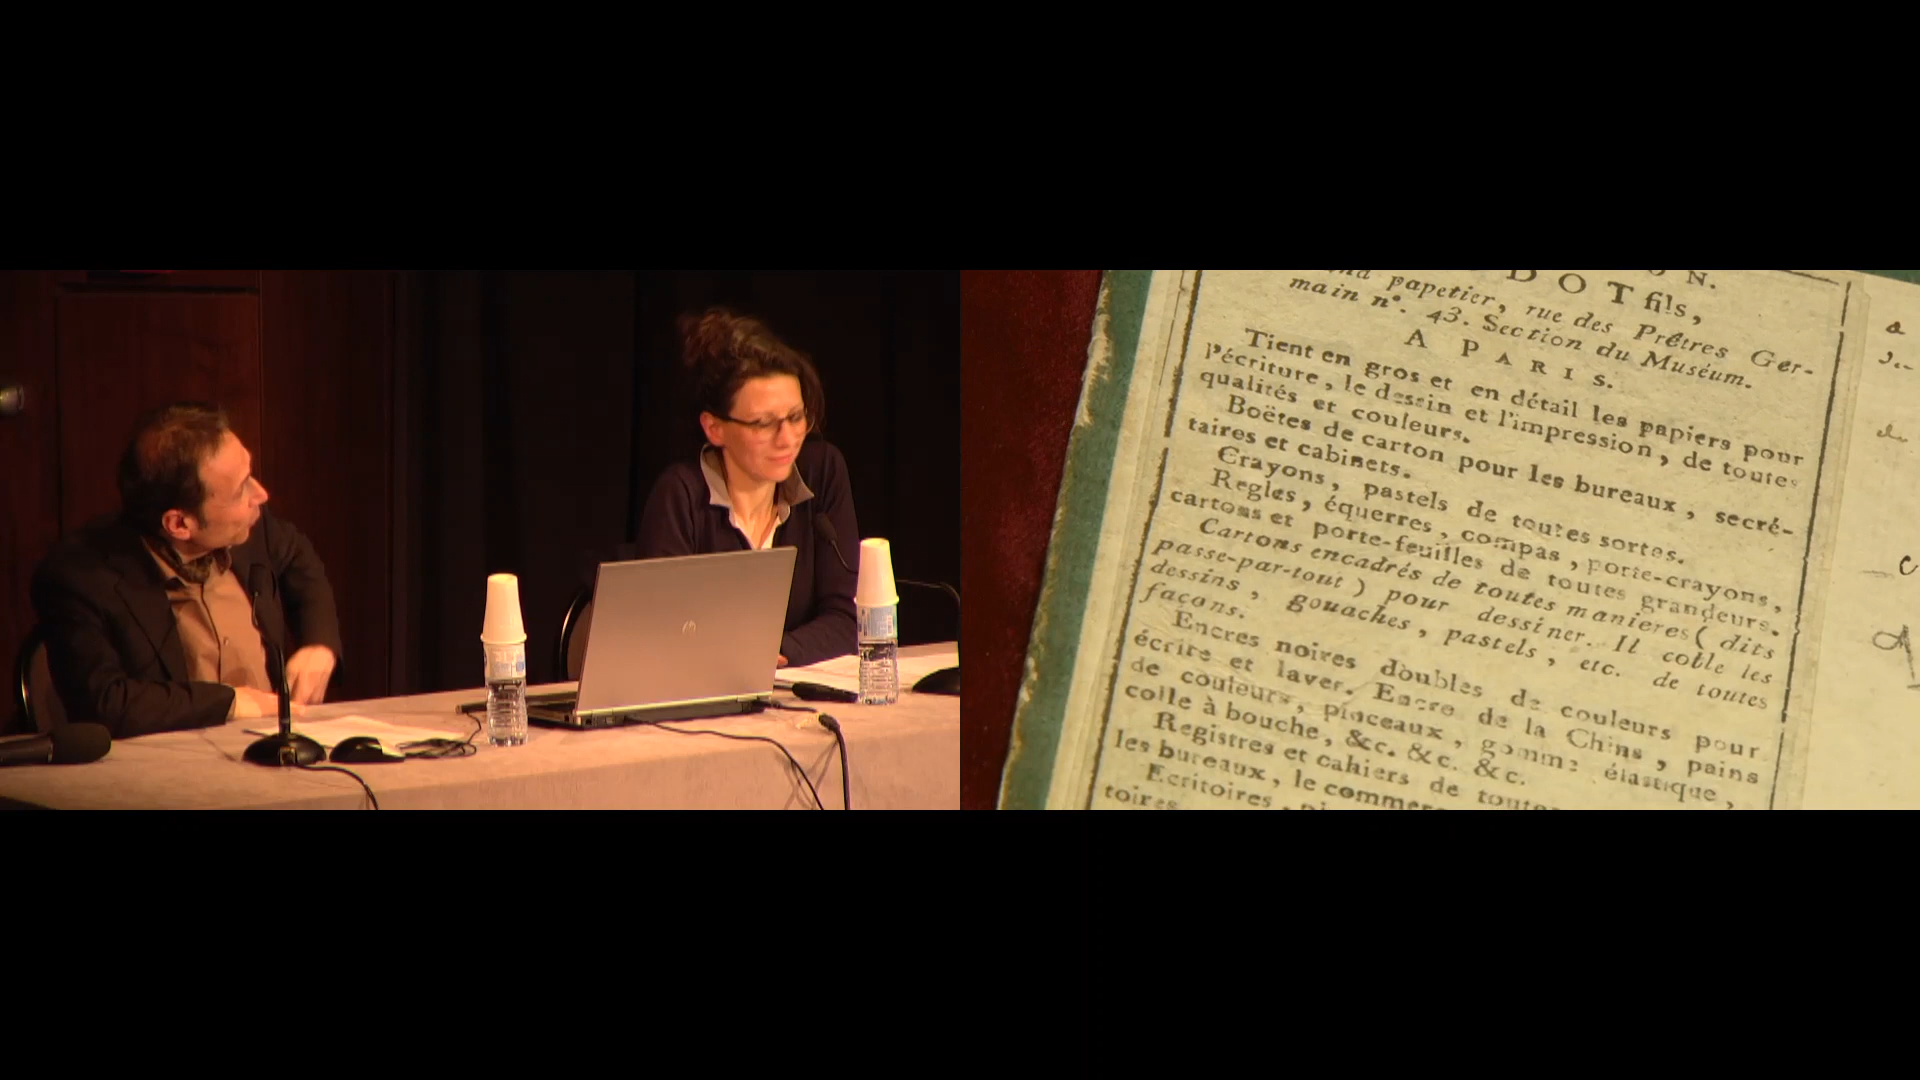 O N.
DOT fils,
papetier, rue des Prêtres Ger-
main nº. 43. Section du Muséum.
A PARIS.
Tient en gros et en détail les papiers pour
l'écriture, le dessin et l'impression, de toutes
qualités et couleurs.
Boëtes de carton pour les bureaux, secré-
taires et cabinets.
Crayons, pastels de toutes sortes.
Regles, équerres, compas, porte-crayons,
cartons et porte-feuilles de toutes grandeurs.
Cartons encadrés de toutes manieres ( dits
passe-par-tout ) pour dessiner. Il colle les
dessins, gouaches, pastels, etc. de toutes
façons.
Encres noires doubles de couleurs pour
écrire et laver. Encre de la Chine, pains
de couleurs, pinceaux, gomme élastique,
colle à bouche, &c. &c. &c.
Registres et cahiers de toutes
les bureaux, le commer
Ecritoires,
toires